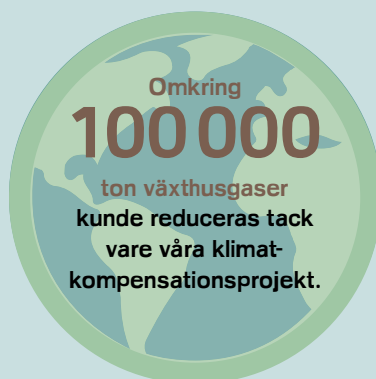 Omkring
100 000
ton växthusgaser
kunde reduceras tack
vare våra klimat-
kompensationsprojekt.